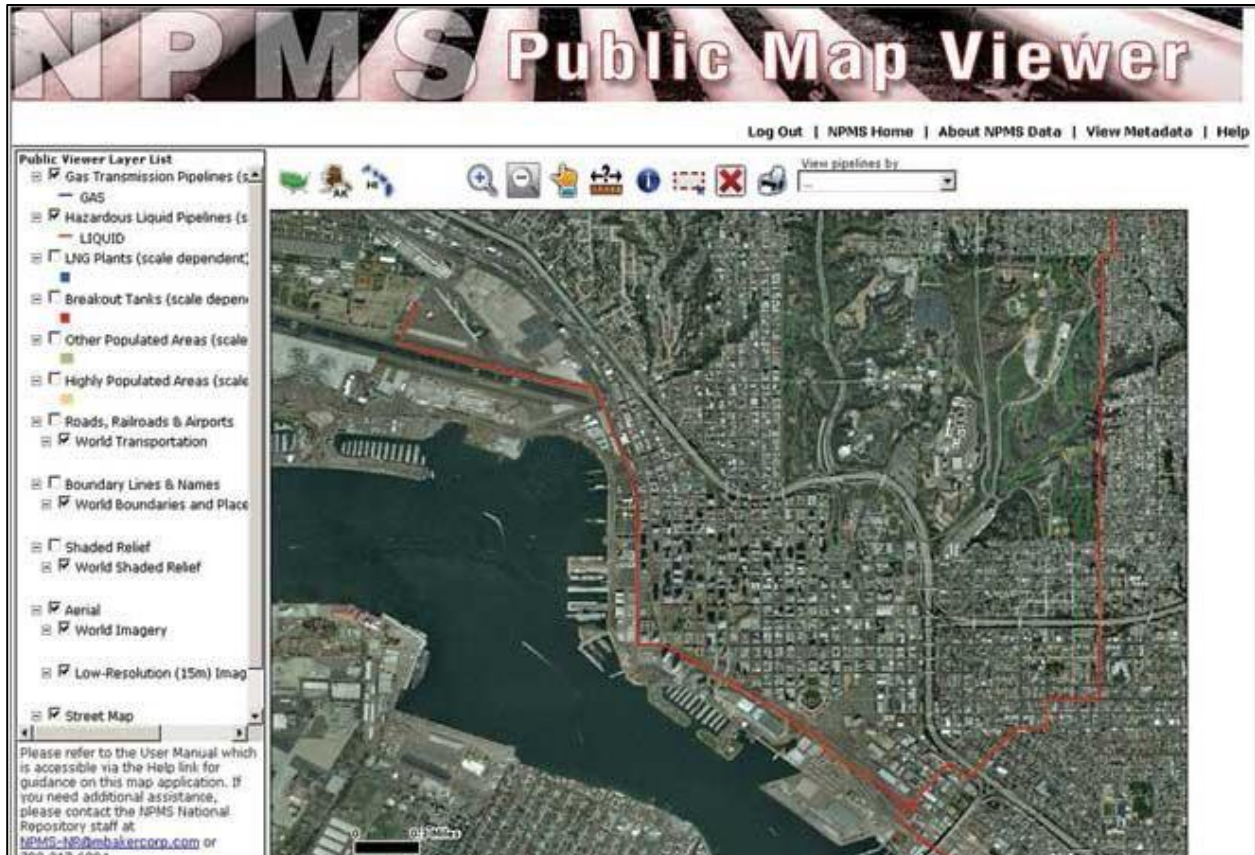 NPMS Public Map Viewer
Log Out | NPMS Home | About NPMS Data | View Metadata | Help
Public Viewer Layer List
Gas Transmission Pipelines (s
GAS
Hazardous Liquid Pipelines (s
LIQUID
LNG Plants (scale dependent)
Breakout Tanks (scale depen
Other Populated Areas (scale
Highly Populated Areas (scale
Roads, Railroads & Airports
World Transportation
Boundary Lines & Names
World Boundaries and Place
Shaded Relief
World Shaded Relief
Aerial
World Imagery
Low-Resolution (15m) Imag
Street Map
Please refer to the User Manual which
is accessible via the Help link for
guidance on this map application. If
you need additional assistance,
please contact the NPMS National
Repository staff at
NPMS-NR@mbakercorp.com or
AK
HI
View pipelines by
...
0
0.3 Miles